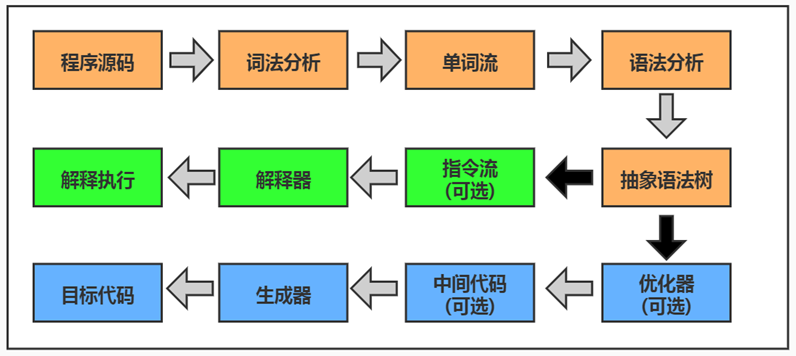 程序源码
词法分析
单词流
语法分析
解释执行
解释器
指令流
(可选)
抽象语法树
目标代码
生成器
中间代码
(可选)
优化器
(可选)